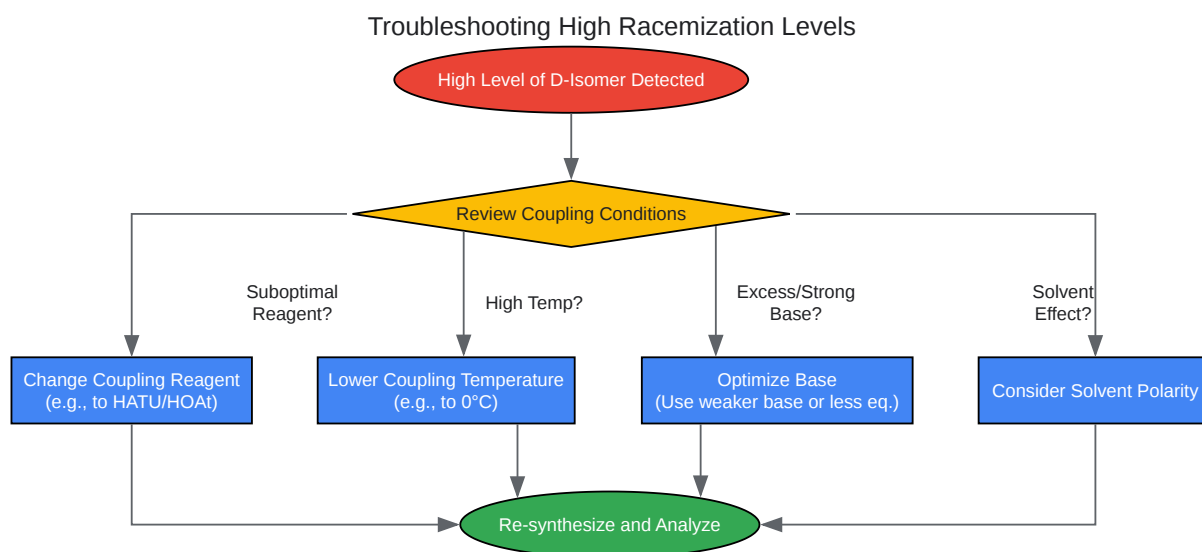 Troubleshooting High Racemization Levels
High Level of D-Isomer Detected
Review Coupling Conditions
Suboptimal
Reagent?
High Temp?
Excess/Strong
Base?
Solvent
Effect?
Change Coupling Reagent
(e.g., to HATU/HOAt)
Lower Coupling Temperature
(e.g., to 0°C)
Optimize Base
(Use weaker base or less eq.)
Consider Solvent Polarity
Re-synthesize and Analyze